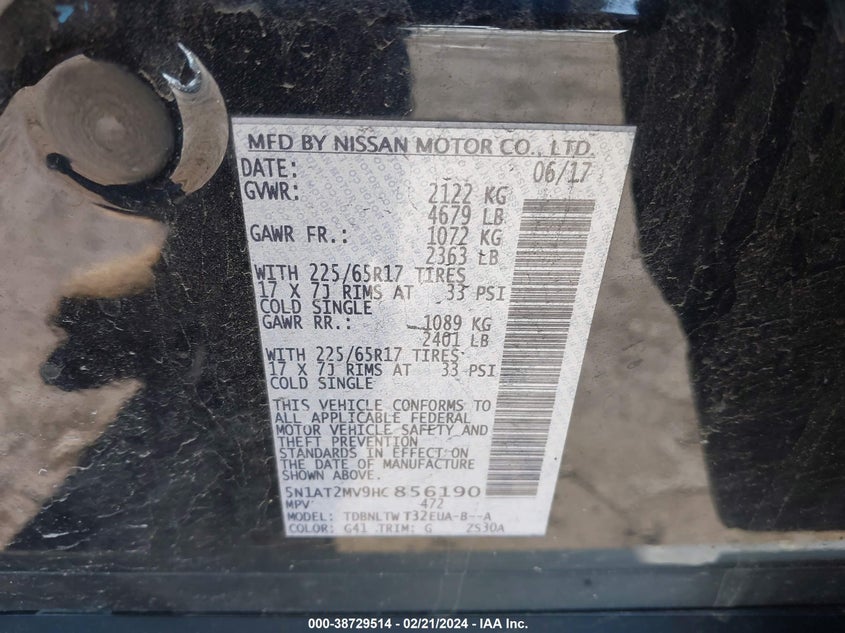 MFD BY NISSAN MOTOR CO., LTD.
DATE: 06/17
GVWR: 2122 KG
4679 LB
GAWR FR.: 1072 KG
2363 LB
WITH 225/65R17 TIRES
17 X 7J RIMS AT 33 PSI
COLD SINGLE
GAWR RR.: 1089 KG
2401 LB
WITH 225/65R17 TIRES
17 X 7J RIMS AT 33 PSI
COLD SINGLE
THIS VEHICLE CONFORMS TO
ALL APPLICABLE FEDERAL
MOTOR VEHICLE SAFETY AND
THEFT PREVENTION
STANDARDS IN EFFECT ON
THE DATE OF MANUFACTURE
SHOWN ABOVE.
5N1AT2MV9HC856190
MPV 472
MODEL: TDBNLTW T32EUA-B--A
COLOR: G41 TRIM: G ZS30A
000-38729514 - 02/21/2024 - IAA Inc.